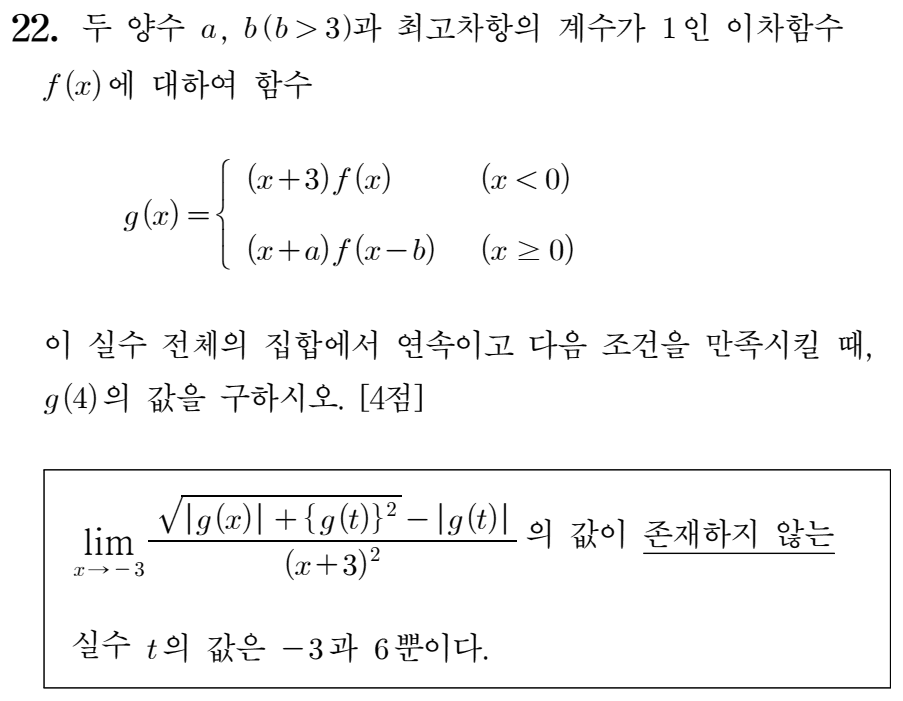 22. 두 양수 a, b(b>3)과 최고차항의 계수가 1인 이차함수
f(x)에 대하여 함수
g(x)={ (x+3)f(x) (x<0)
(x+a)f(x-b) (x≥0)
이 실수 전체의 집합에서 연속이고 다음 조건을 만족시킬 때,
g(4)의 값을 구하시오. [4점]
lim_{x→-3} (√(|g(x)|+{g(t)}²)-|g(t)|)/(x+3)² 의 값이 존재하지 않는
실수 t의 값은 -3과 6뿐이다.